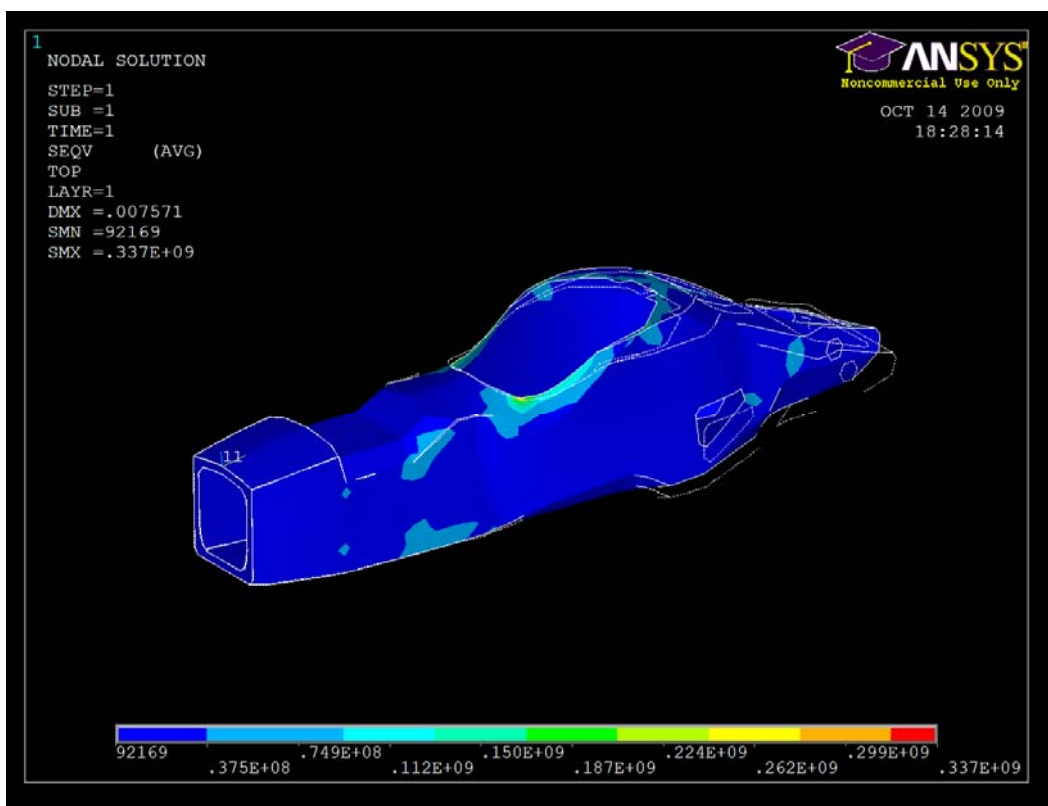 1
NODAL SOLUTION
STEP=1
SUB =1
TIME=1
SEQV (AVG)
TOP
LAYR=1
DMX =.007571
SMN =92169
SMX =.337E+09
ANSYS
Noncommercial Use Only
OCT 14 2009
18:28:14
11
92169 .749E+08 .150E+09 .224E+09 .299E+09
.375E+08 .112E+09 .187E+09 .262E+09 .337E+09